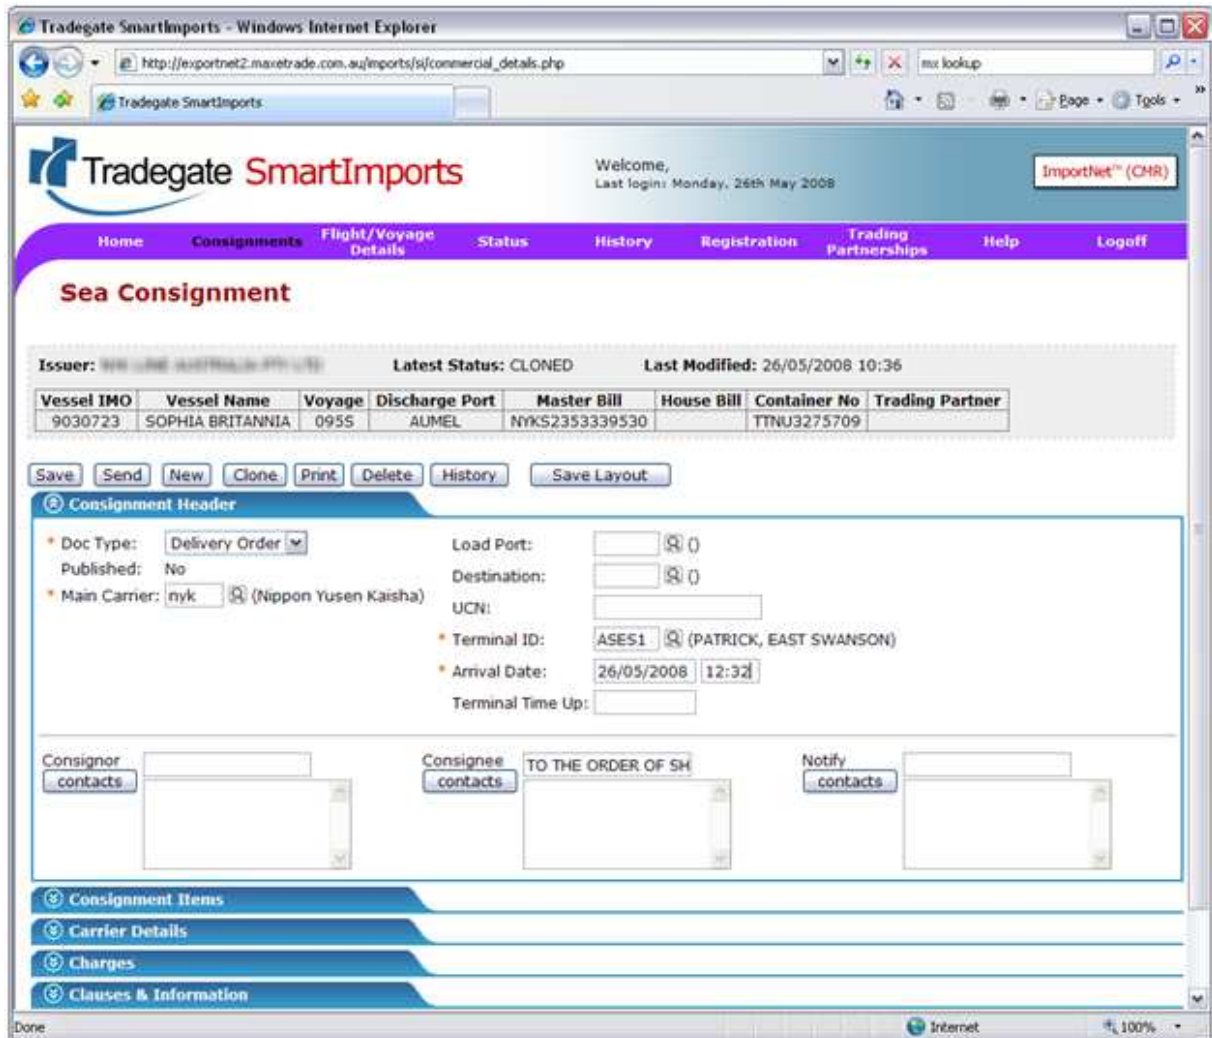 Tradegate SmartImports - Windows Internet Explorer
http://exportnet2.maxetrade.com.au/imports/si/commercial_details.php
mx lookup
Tradegate SmartImports
Page
Tools
Tradegate SmartImports
Welcome,
Last login: Monday, 26th May 2008
ImportNet™ (CMR)
Home Consignments Flight/Voyage Details Status History Registration Trading Partnerships Help Logoff
Sea Consignment
Issuer: Latest Status: CLONED Last Modified: 26/05/2008 10:36
Vessel IMO Vessel Name Voyage Discharge Port Master Bill House Bill Container No Trading Partner
9030723 SOPHIA BRITANNIA 095S AUMEL NYKS2353339530 TTNU3275709
Save Send New Clone Print Delete History Save Layout
Consignment Header
* Doc Type: Delivery Order
Published: No
* Main Carrier: nyk (Nippon Yusen Kaisha)
Load Port: ()
Destination: ()
UCN:
* Terminal ID: ASES1 (PATRICK, EAST SWANSON)
* Arrival Date: 26/05/2008 12:32
Terminal Time Up:
Consignor
contacts
Consignee TO THE ORDER OF SH
contacts
Notify
contacts
Consignment Items
Carrier Details
Charges
Clauses & Information
Done Internet 100%